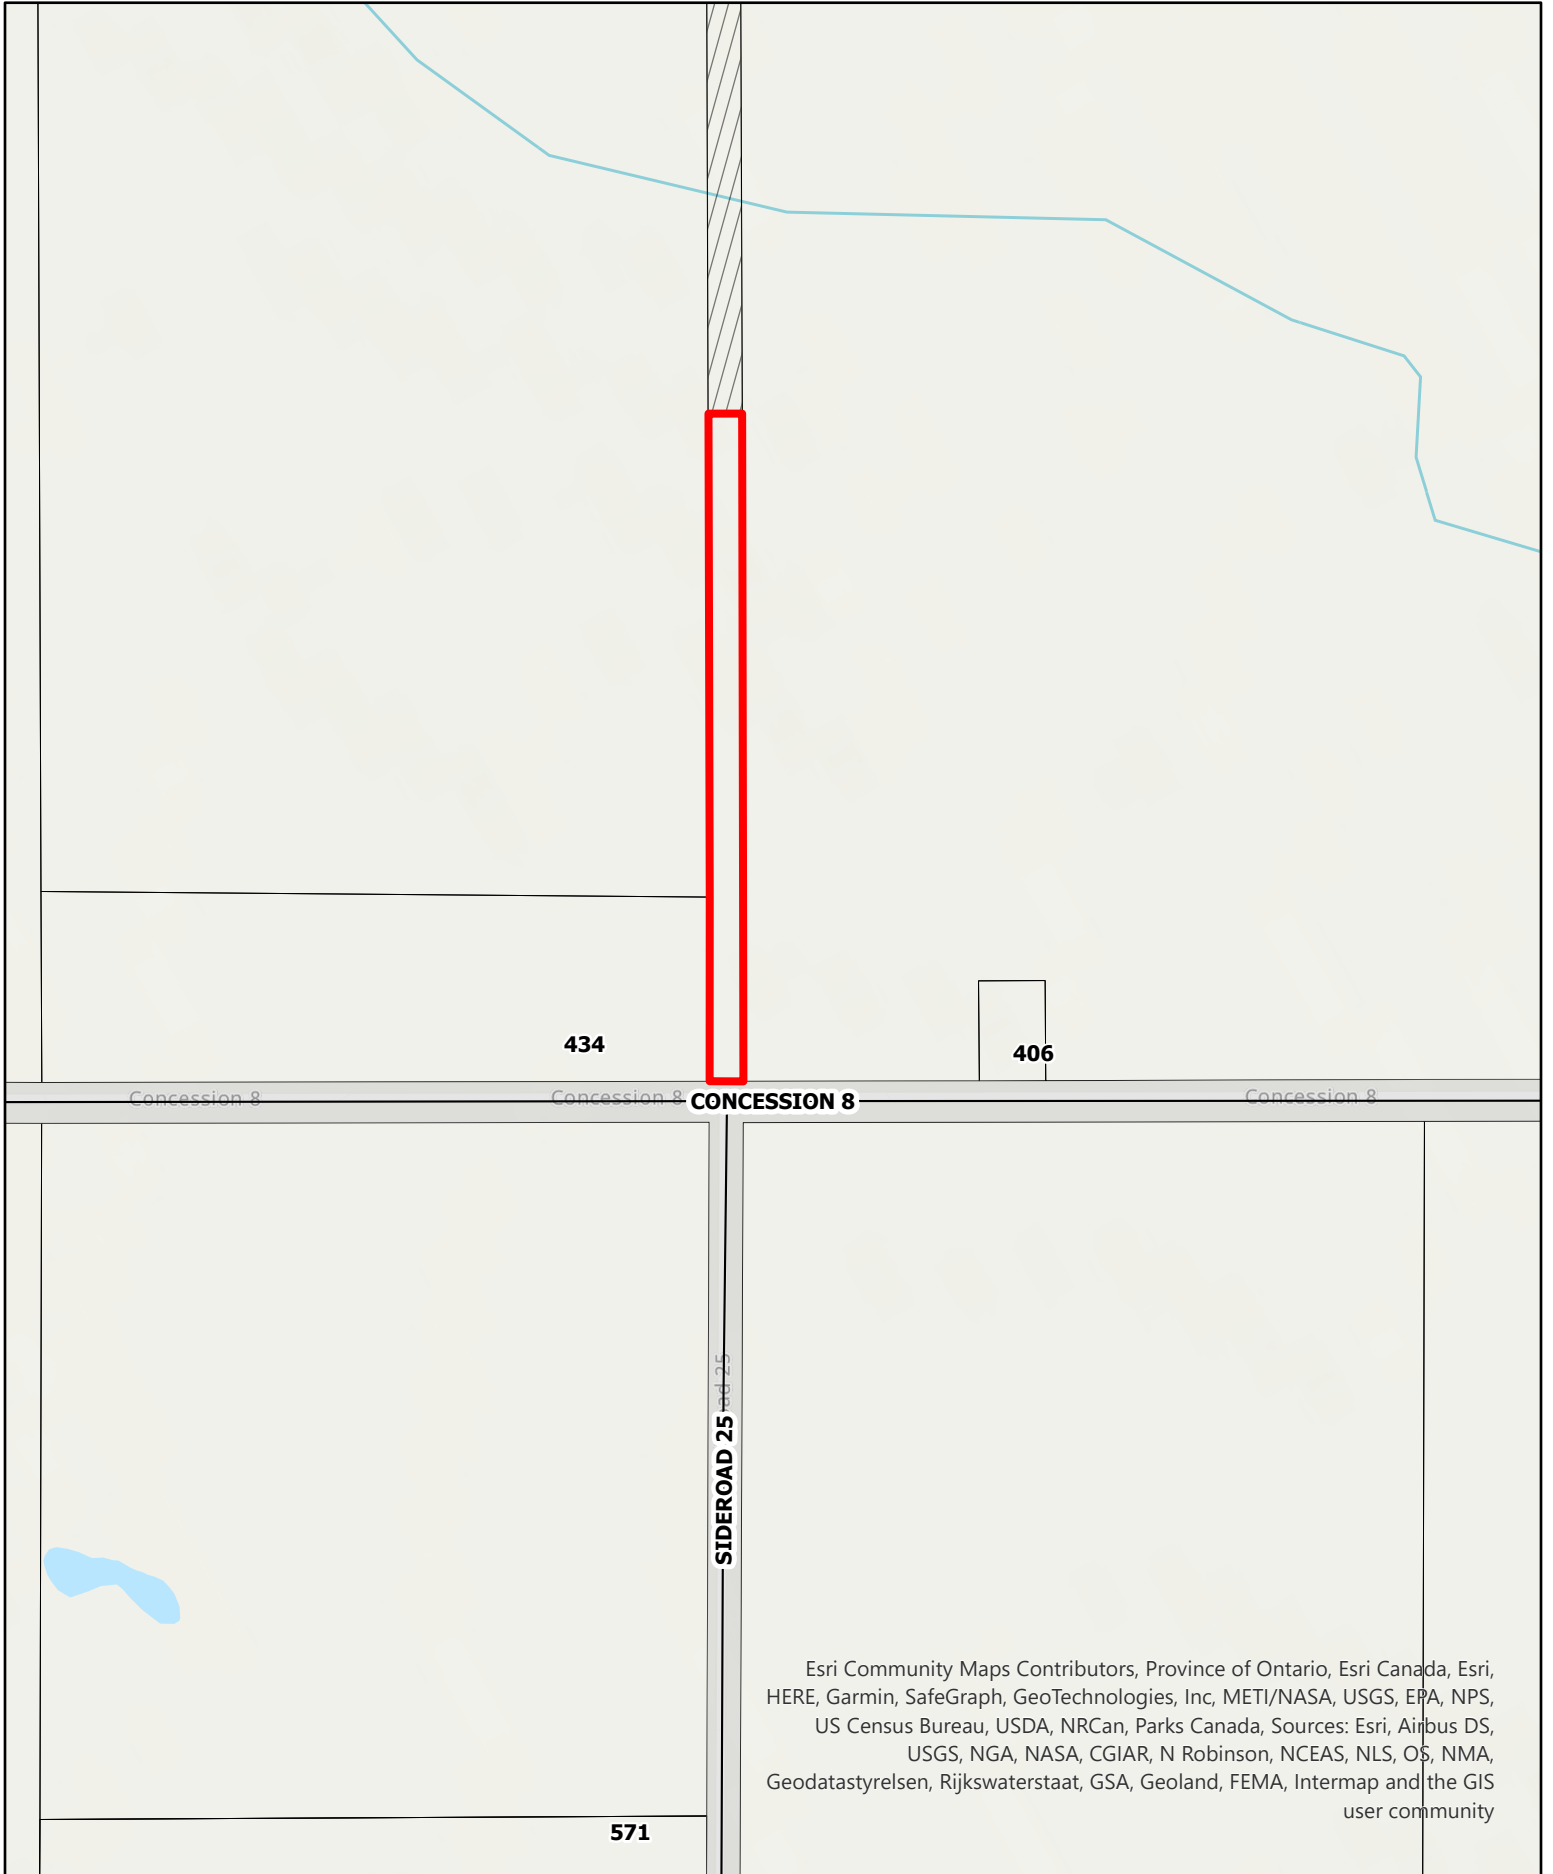 434
406
Concession 8
Concession 8
CONCESSION 8
Concession 8
ad 25
SIDEROAD 25
Esri Community Maps Contributors, Province of Ontario, Esri Canada, Esri,
HERE, Garmin, SafeGraph, GeoTechnologies, Inc, METI/NASA, USGS, EPA, NPS,
US Census Bureau, USDA, NRCan, Parks Canada, Sources: Esri, Airbus DS,
USGS, NGA, NASA, CGIAR, N Robinson, NCEAS, NLS, OS, NMA,
Geodatastyrelsen, Rijkswaterstaat, GSA, Geoland, FEMA, Intermap and the GIS
user community
571